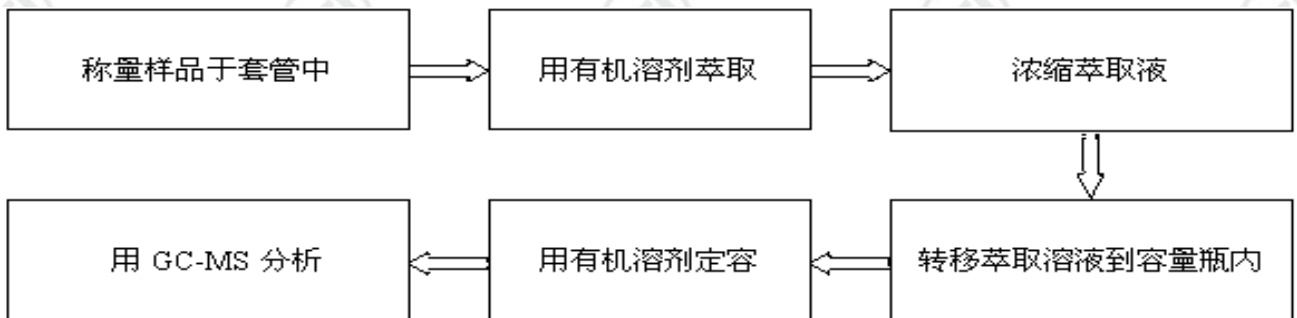 称量样品于套管中
用有机溶剂萃取
浓缩萃取液
转移萃取溶液到容量瓶内
用有机溶剂定容
用 GC-MS 分析